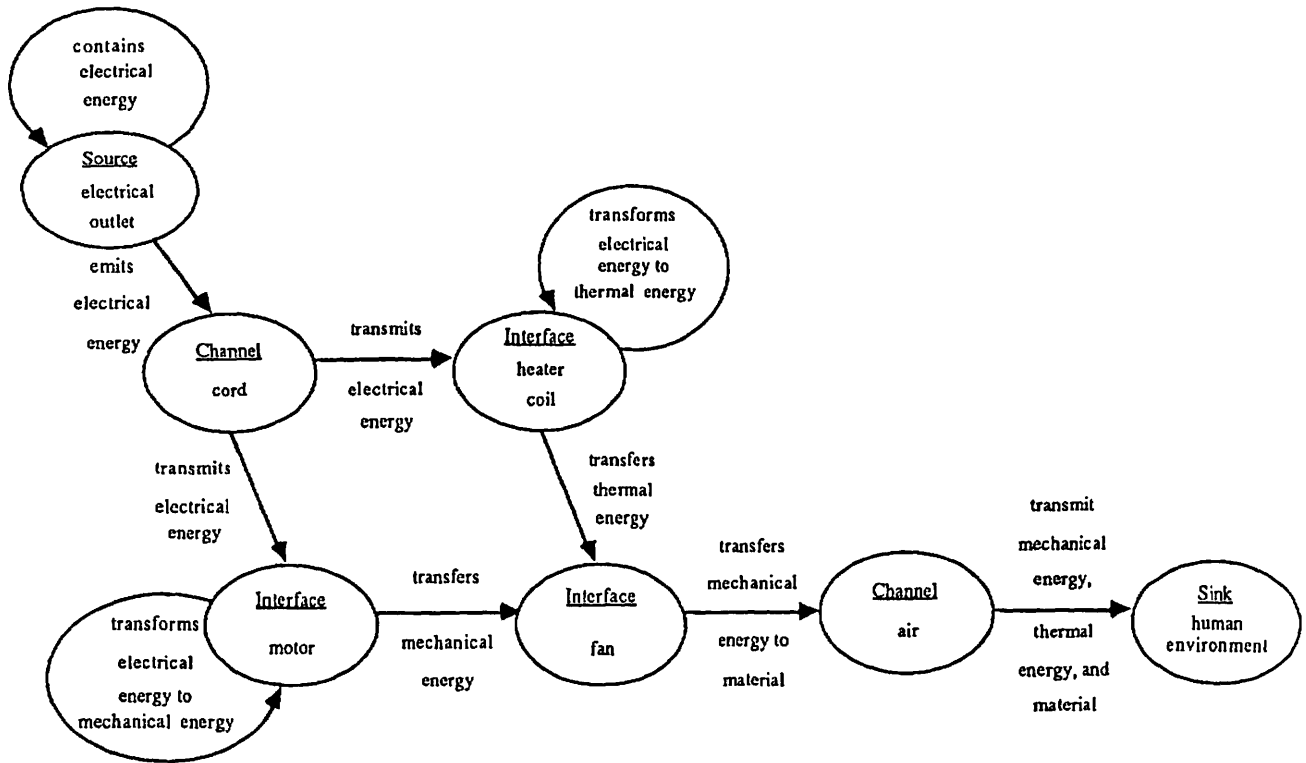 contains
electrical
energy
Source
electrical
outlet
emits
electrical
energy
Channel
cord
transmits
electrical
energy
transforms
electrical
energy to
thermal energy
Interface
heater
coil
transmits
electrical
energy
transfers
thermal
energy
Interface
motor
transforms
electrical
energy to
mechanical energy
transfers
mechanical
energy
Interface
fan
transfers
mechanical
energy to
material
Channel
air
transmit
mechanical
energy,
thermal
energy, and
material
Sink
human
environment